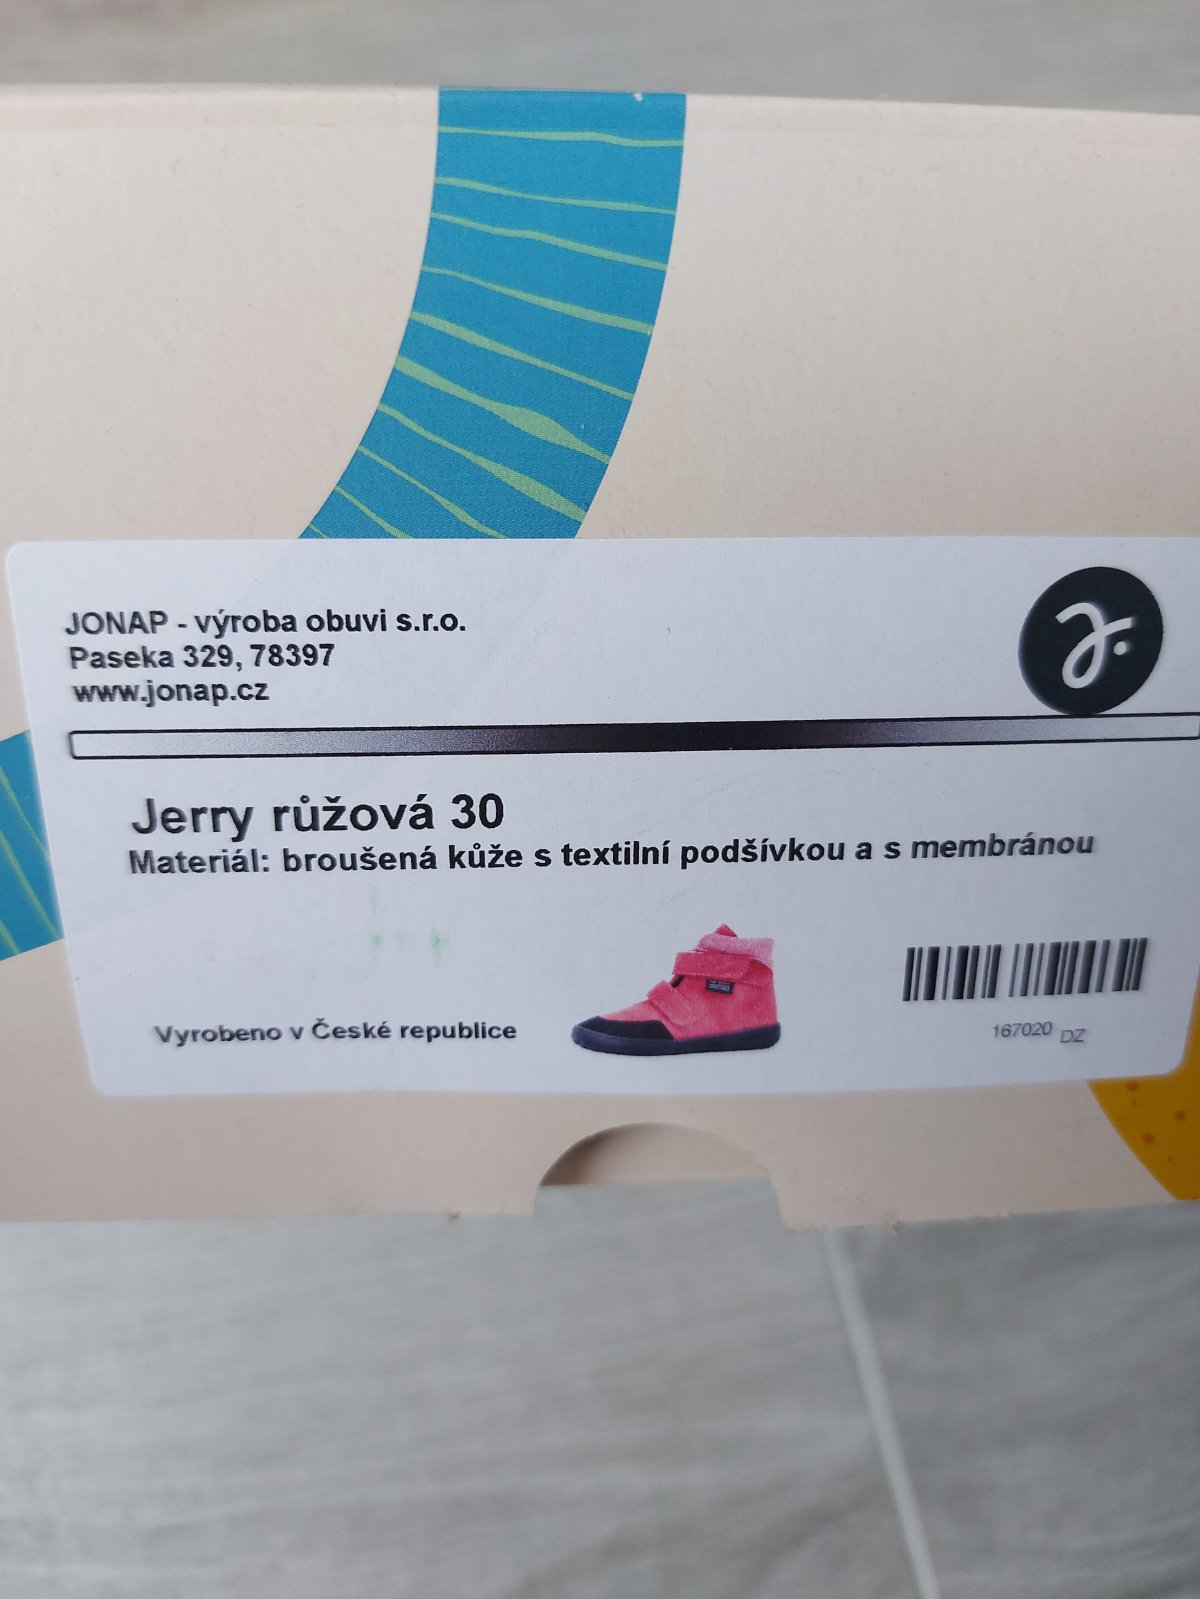 JONAP - výroba obuvi s.r.o.
Paseka 329, 78397
www.jonap.cz
j.
Jerry růžová 30
Materiál: broušená kůže s textilní podšívkou a s membránou
Vyrobeno v České republice
167020 DZ